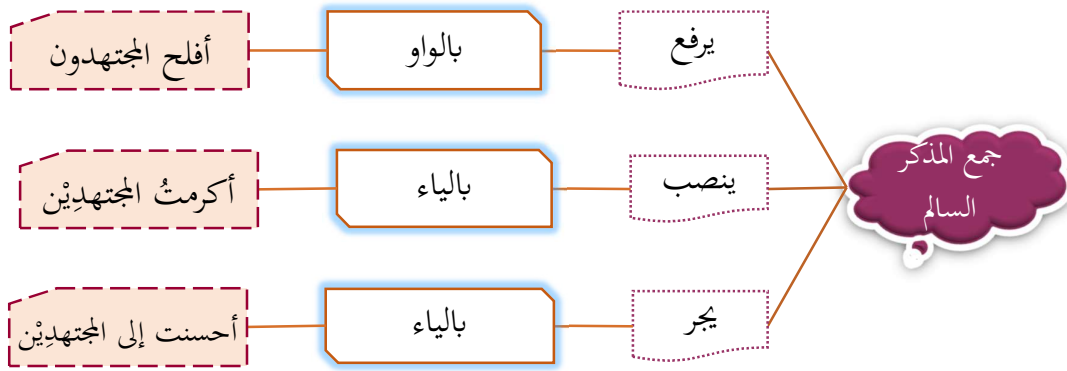 يرفع
بالواو
أفلح المجتهدون
جمع المذكر
السالم
ينصب
بالياء
أكرمتُ المجتهدِيْن
يجر
بالياء
أحسنت إلى المجتهدِيْن